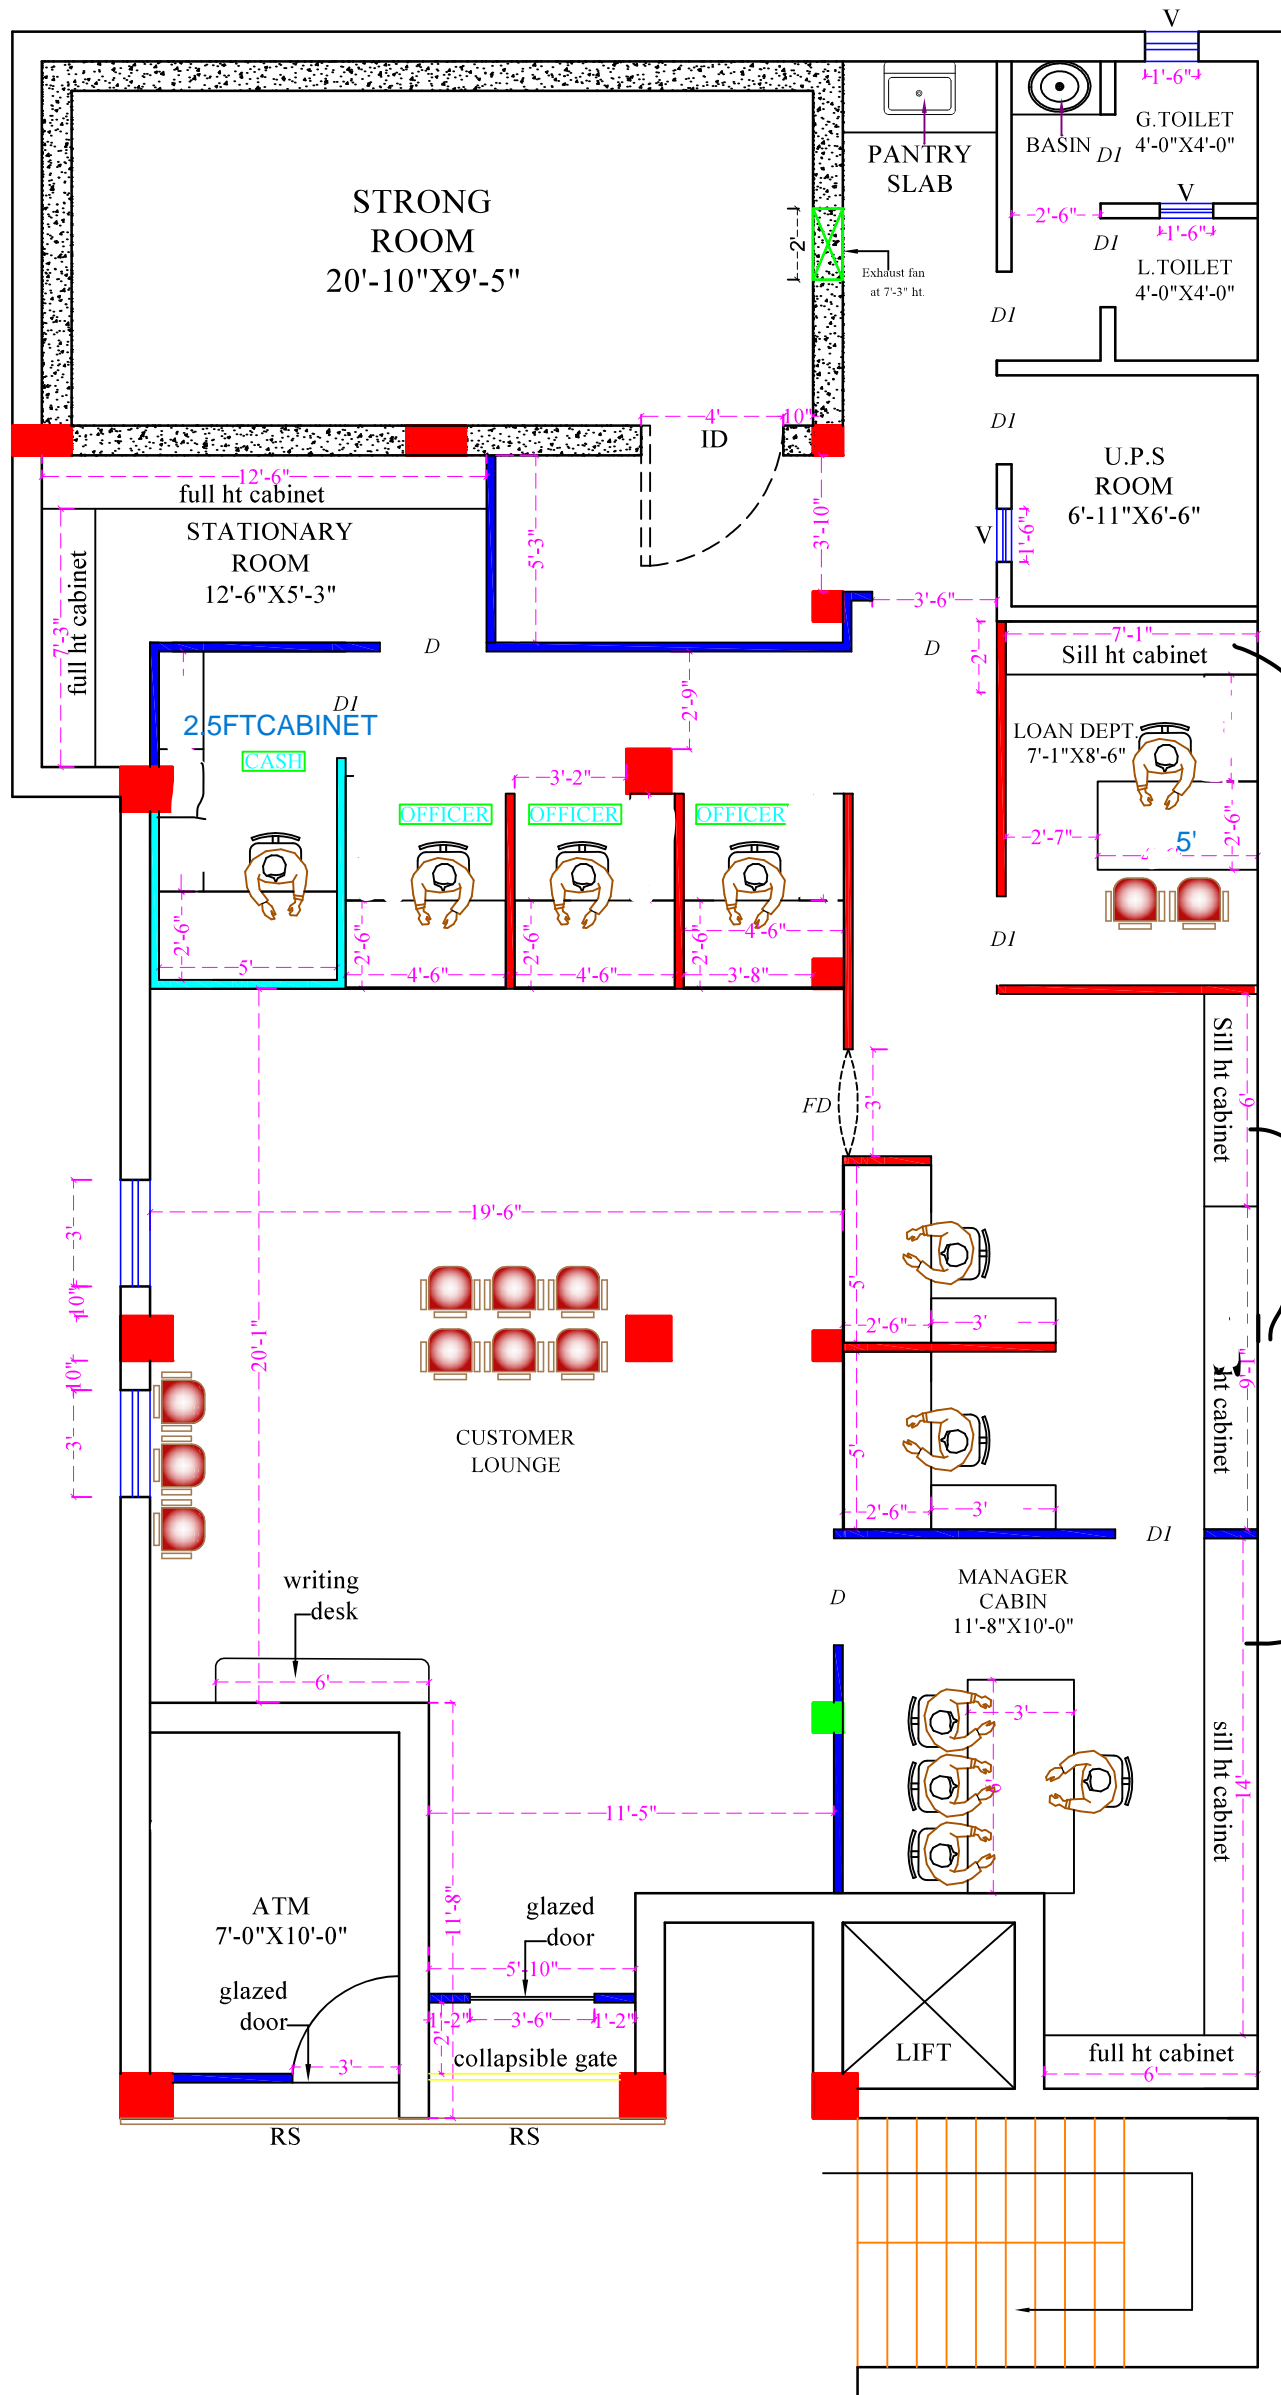 V
1'-6"
G.TOILET
4'-0"X4'-0"
BASIN
D1
PANTRY
SLAB
STRONG
ROOM
20'-10"X9'-5"
V
2'-6"
1'-6"
D1
2'
L.TOILET
4'-0"X4'-0"
Exhaust fan
at 7'-3" ht.
D1
4'
10"
ID
D1
U.P.S
ROOM
6'-11"X6'-6"
12'-6"
full ht cabinet
STATIONARY
ROOM
12'-6"X5'-3"
5'-3"
3'-10"
V
1'-6"
full ht cabinet
7'-3"
3'-6"
D
D
2'
7'-1"
Sill ht cabinet
D1
2.5FTCABINET
2'-9"
LOAN DEPT.
7'-1"X8'-6"
CASH
3'-2"
OFFICER
OFFICER
OFFICER
2'-7"
5'
2'-6"
2'-6"
2'-6"
2'-6"
2'-6"
4'-6"
D1
5'
4'-6"
4'-6"
3'-8"
Sill ht cabinet
6'
FD
3'
3'
19'-6"
5'
10"
2'-6"
3'
20'-1"
10"
9'-1"
ht cabinet
3'
CUSTOMER
LOUNGE
5'
2'-6"
3'
D1
writing
desk
D
MANAGER
CABIN
11'-8"X10'-0"
6'
3'
6'
sill ht cabinet
14'
11'-5"
ATM
7'-0"X10'-0"
11'-8"
glazed
door
5'-10"
glazed
door
1'-2"
3'-6"
1'-2"
2'
3'
collapsible gate
LIFT
full ht cabinet
6'
RS
RS